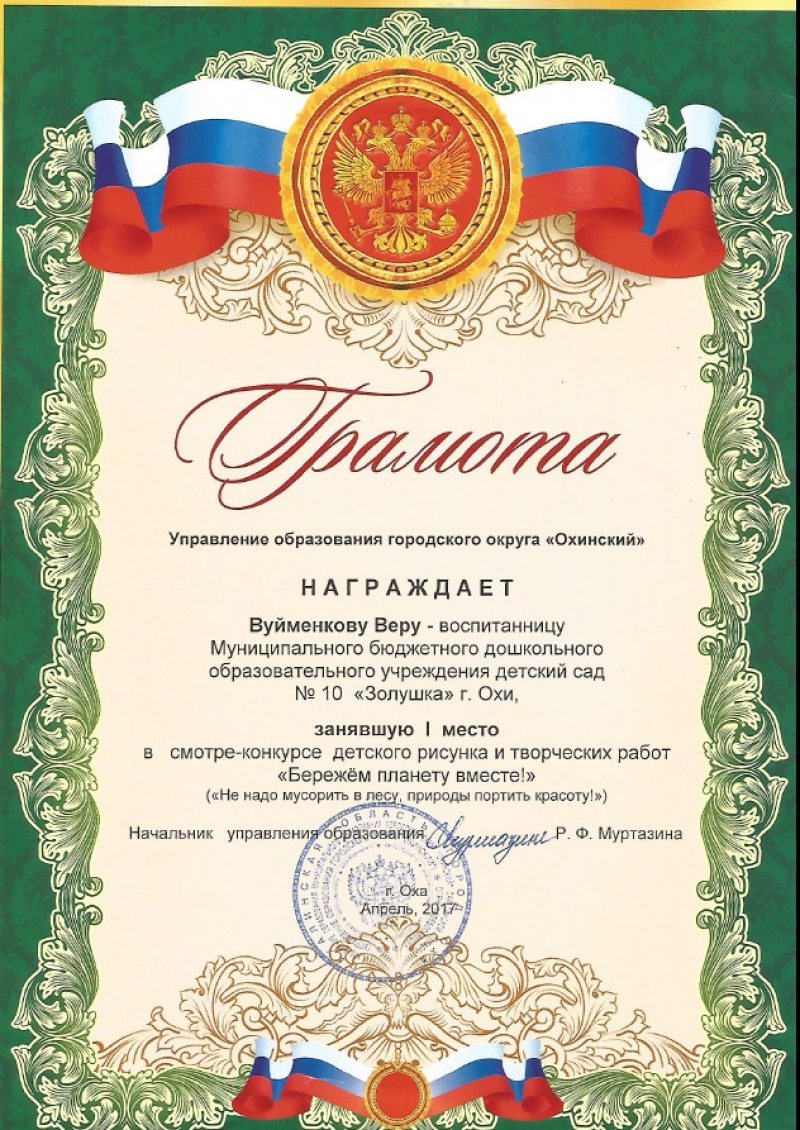 Грамота
Управление образования городского округа «Охинский»
НАГРАЖДАЕТ
Вуйменкову Веру - воспитанницу
Муниципального бюджетного дошкольного
образовательного учреждения детский сад
№ 10 «Золушка» г. Охи,
занявшую I место
в смотре-конкурсе детского рисунка и творческих работ
«Бережём планету вместе!»
(«Не надо мусорить в лесу, природы портить красоту!»)
Начальник управления образования Р. Ф. Муртазина
г. Оха
Апрель, 2017